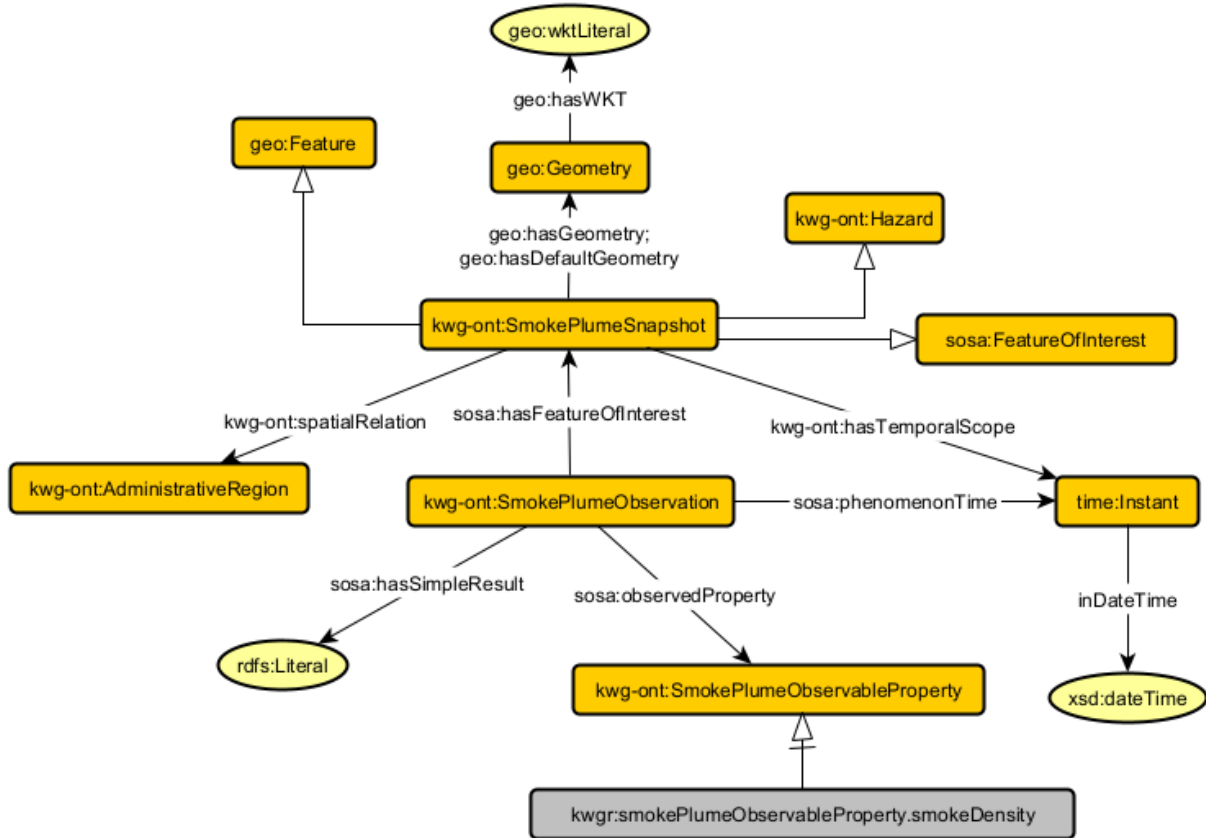 geo:wktLiteral
geo:hasWKT
geo:Feature
geo:Geometry
kwg-ont:Hazard
geo:hasGeometry;
geo:hasDefaultGeometry
kwg-ont:SmokePlumeSnapshot
sosa:FeatureOfInterest
kwg-ont:spatialRelation
sosa:hasFeatureOfInterest
kwg-ont:hasTemporalScope
kwg-ont:AdministrativeRegion
kwg-ont:SmokePlumeObservation
sosa:phenomenonTime
time:Instant
sosa:hasSimpleResult
sosa:observedProperty
inDateTime
rdfs:Literal
kwg-ont:SmokePlumeObservableProperty
xsd:dateTime
kwgr:smokePlumeObservableProperty.smokeDensity